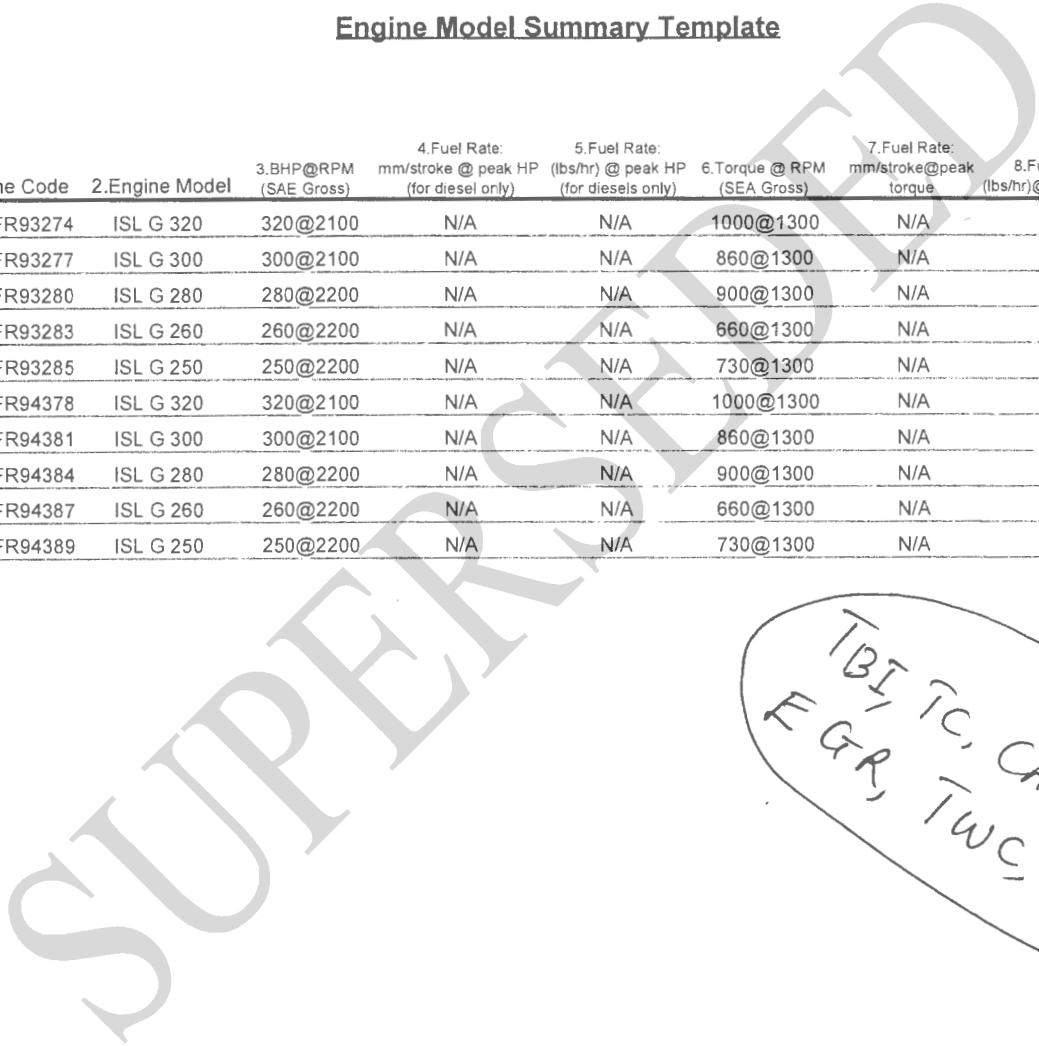 Engine Model Summary Template
4.Fuel Rate: 5.Fuel Rate: 7.Fuel Rate:
3.BHP@RPM mm/stroke @ peak HP (lbs/hr) @ peak HP 6.Torque @ RPM mm/stroke@peak 8.Fu
ne Code 2.Engine Model (SAE Gross) (for diesel only) (for diesels only) (SEA Gross) torque (lbs/hr)@
FR93274 ISL G 320 320@2100 N/A N/A 1000@1300 N/A
FR93277 ISL G 300 300@2100 N/A N/A 860@1300 N/A
FR93280 ISL G 280 280@2200 N/A N/A 900@1300 N/A
FR93283 ISL G 260 260@2200 N/A N/A 660@1300 N/A
FR93285 ISL G 250 250@2200 N/A N/A 730@1300 N/A
FR94378 ISL G 320 320@2100 N/A N/A 1000@1300 N/A
FR94381 ISL G 300 300@2100 N/A N/A 860@1300 N/A
FR94384 ISL G 280 280@2200 N/A N/A 900@1300 N/A
FR94387 ISL G 260 260@2200 N/A N/A 660@1300 N/A
FR94389 ISL G 250 250@2200 N/A N/A 730@1300 N/A
TBI, TC,
EGR, TWC,
SUPERSEDED